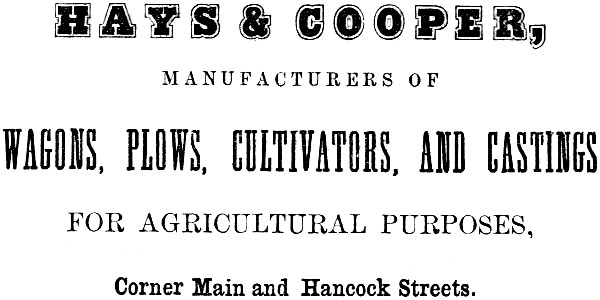 HAYS & COOPER,
MANUFACTURERS OF
WAGONS, PLOWS, CULTIVATORS, AND CASTINGS
FOR AGRICULTURAL PURPOSES,
Corner Main and Hancock Streets.